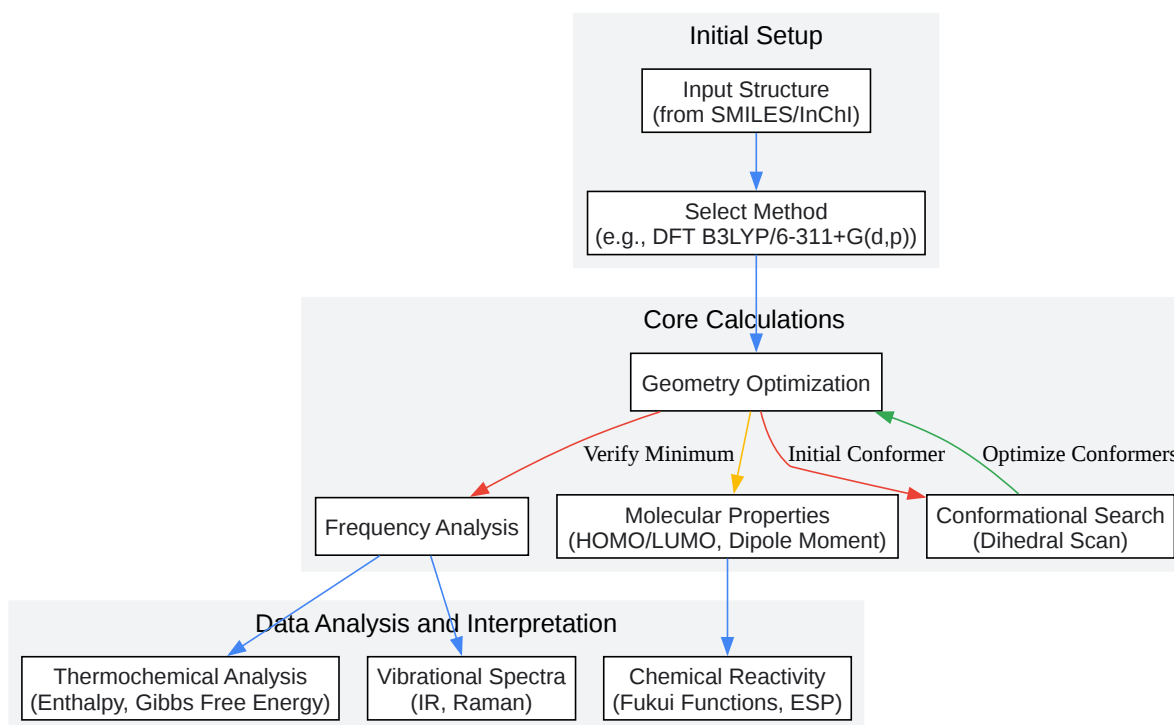 Initial Setup
Input Structure
(from SMILES/InChI)
Select Method
(e.g., DFT B3LYP/6-311+G(d,p))
Core Calculations
Geometry Optimization
Verify Minimum
Initial Conformer
Optimize Conformers
Frequency Analysis
Molecular Properties
(HOMO/LUMO, Dipole Moment)
Conformational Search
(Dihedral Scan)
Data Analysis and Interpretation
Thermochemical Analysis
(Enthalpy, Gibbs Free Energy)
Vibrational Spectra
(IR, Raman)
Chemical Reactivity
(Fukui Functions, ESP)